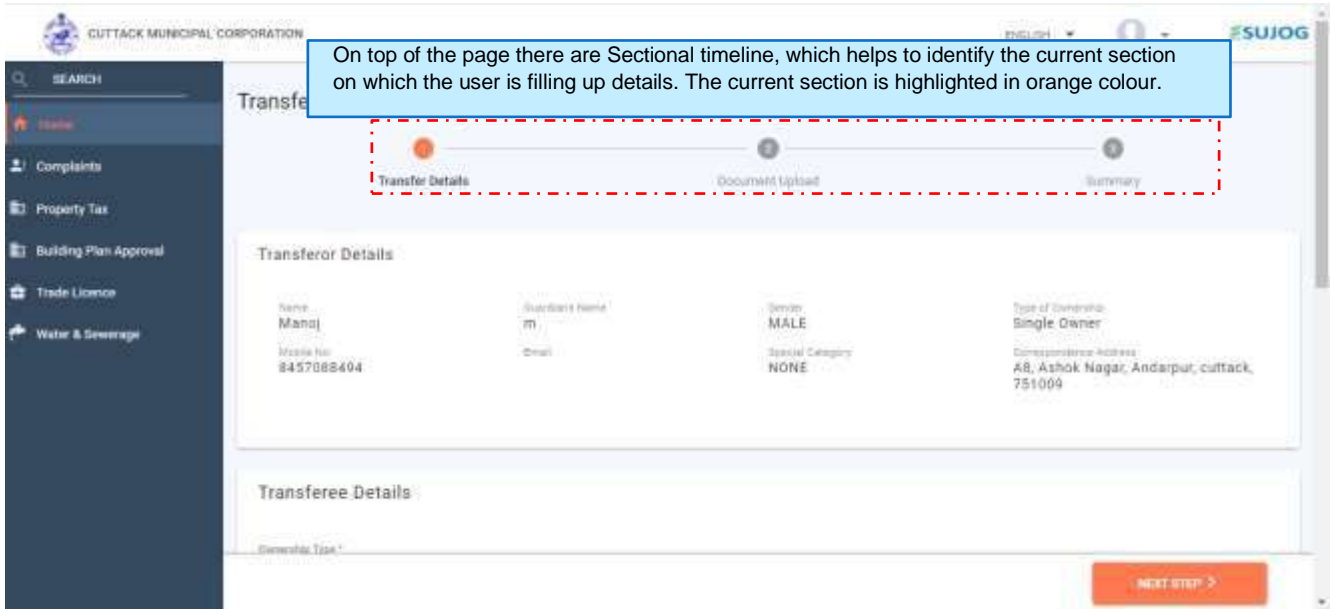 CUTTACK MUNICIPAL CORPORATION
ENGLISH
SUJOG
On top of the page there are Sectional timeline, which helps to identify the current section
on which the user is filling up details. The current section is highlighted in orange colour.
SEARCH
Transfe
Home
1
2
3
Complaints
Transfer Details
Document Upload
Summary
Property Tax
Building Plan Approval
Trade Licence
Water & Sewerage
Transferor Details
Name
Guardian's Name
Gender
Type of Ownership
Manoj
m
MALE
Single Owner
Mobile No
Email
Special Category
Correspondence Address
8457088494
NONE
A8, Ashok Nagar, Andarpur, cuttack,
751009
Transferee Details
Ownership Type *
NEXT STEP >